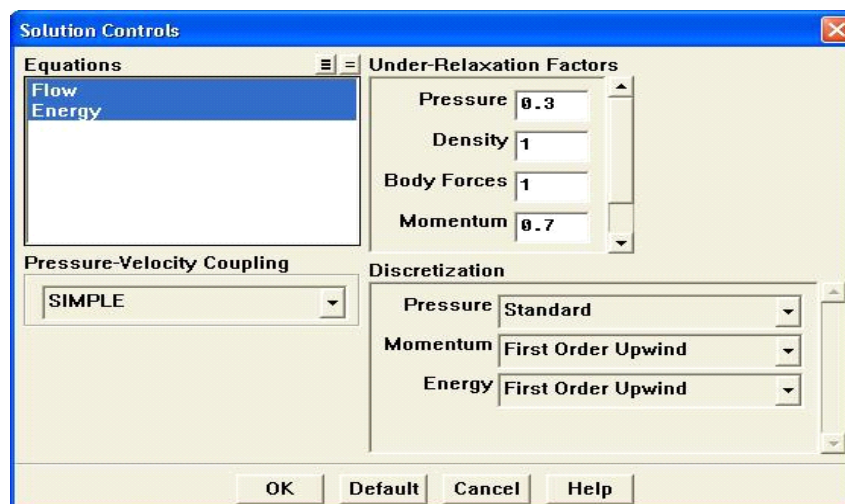 Solution Controls
Equations
Flow
Energy
Pressure-Velocity Coupling
SIMPLE
Under-Relaxation Factors
Pressure 0.3
Density 1
Body Forces 1
Momentum 0.7
Discretization
Pressure Standard
Momentum First Order Upwind
Energy First Order Upwind
OK Default Cancel Help